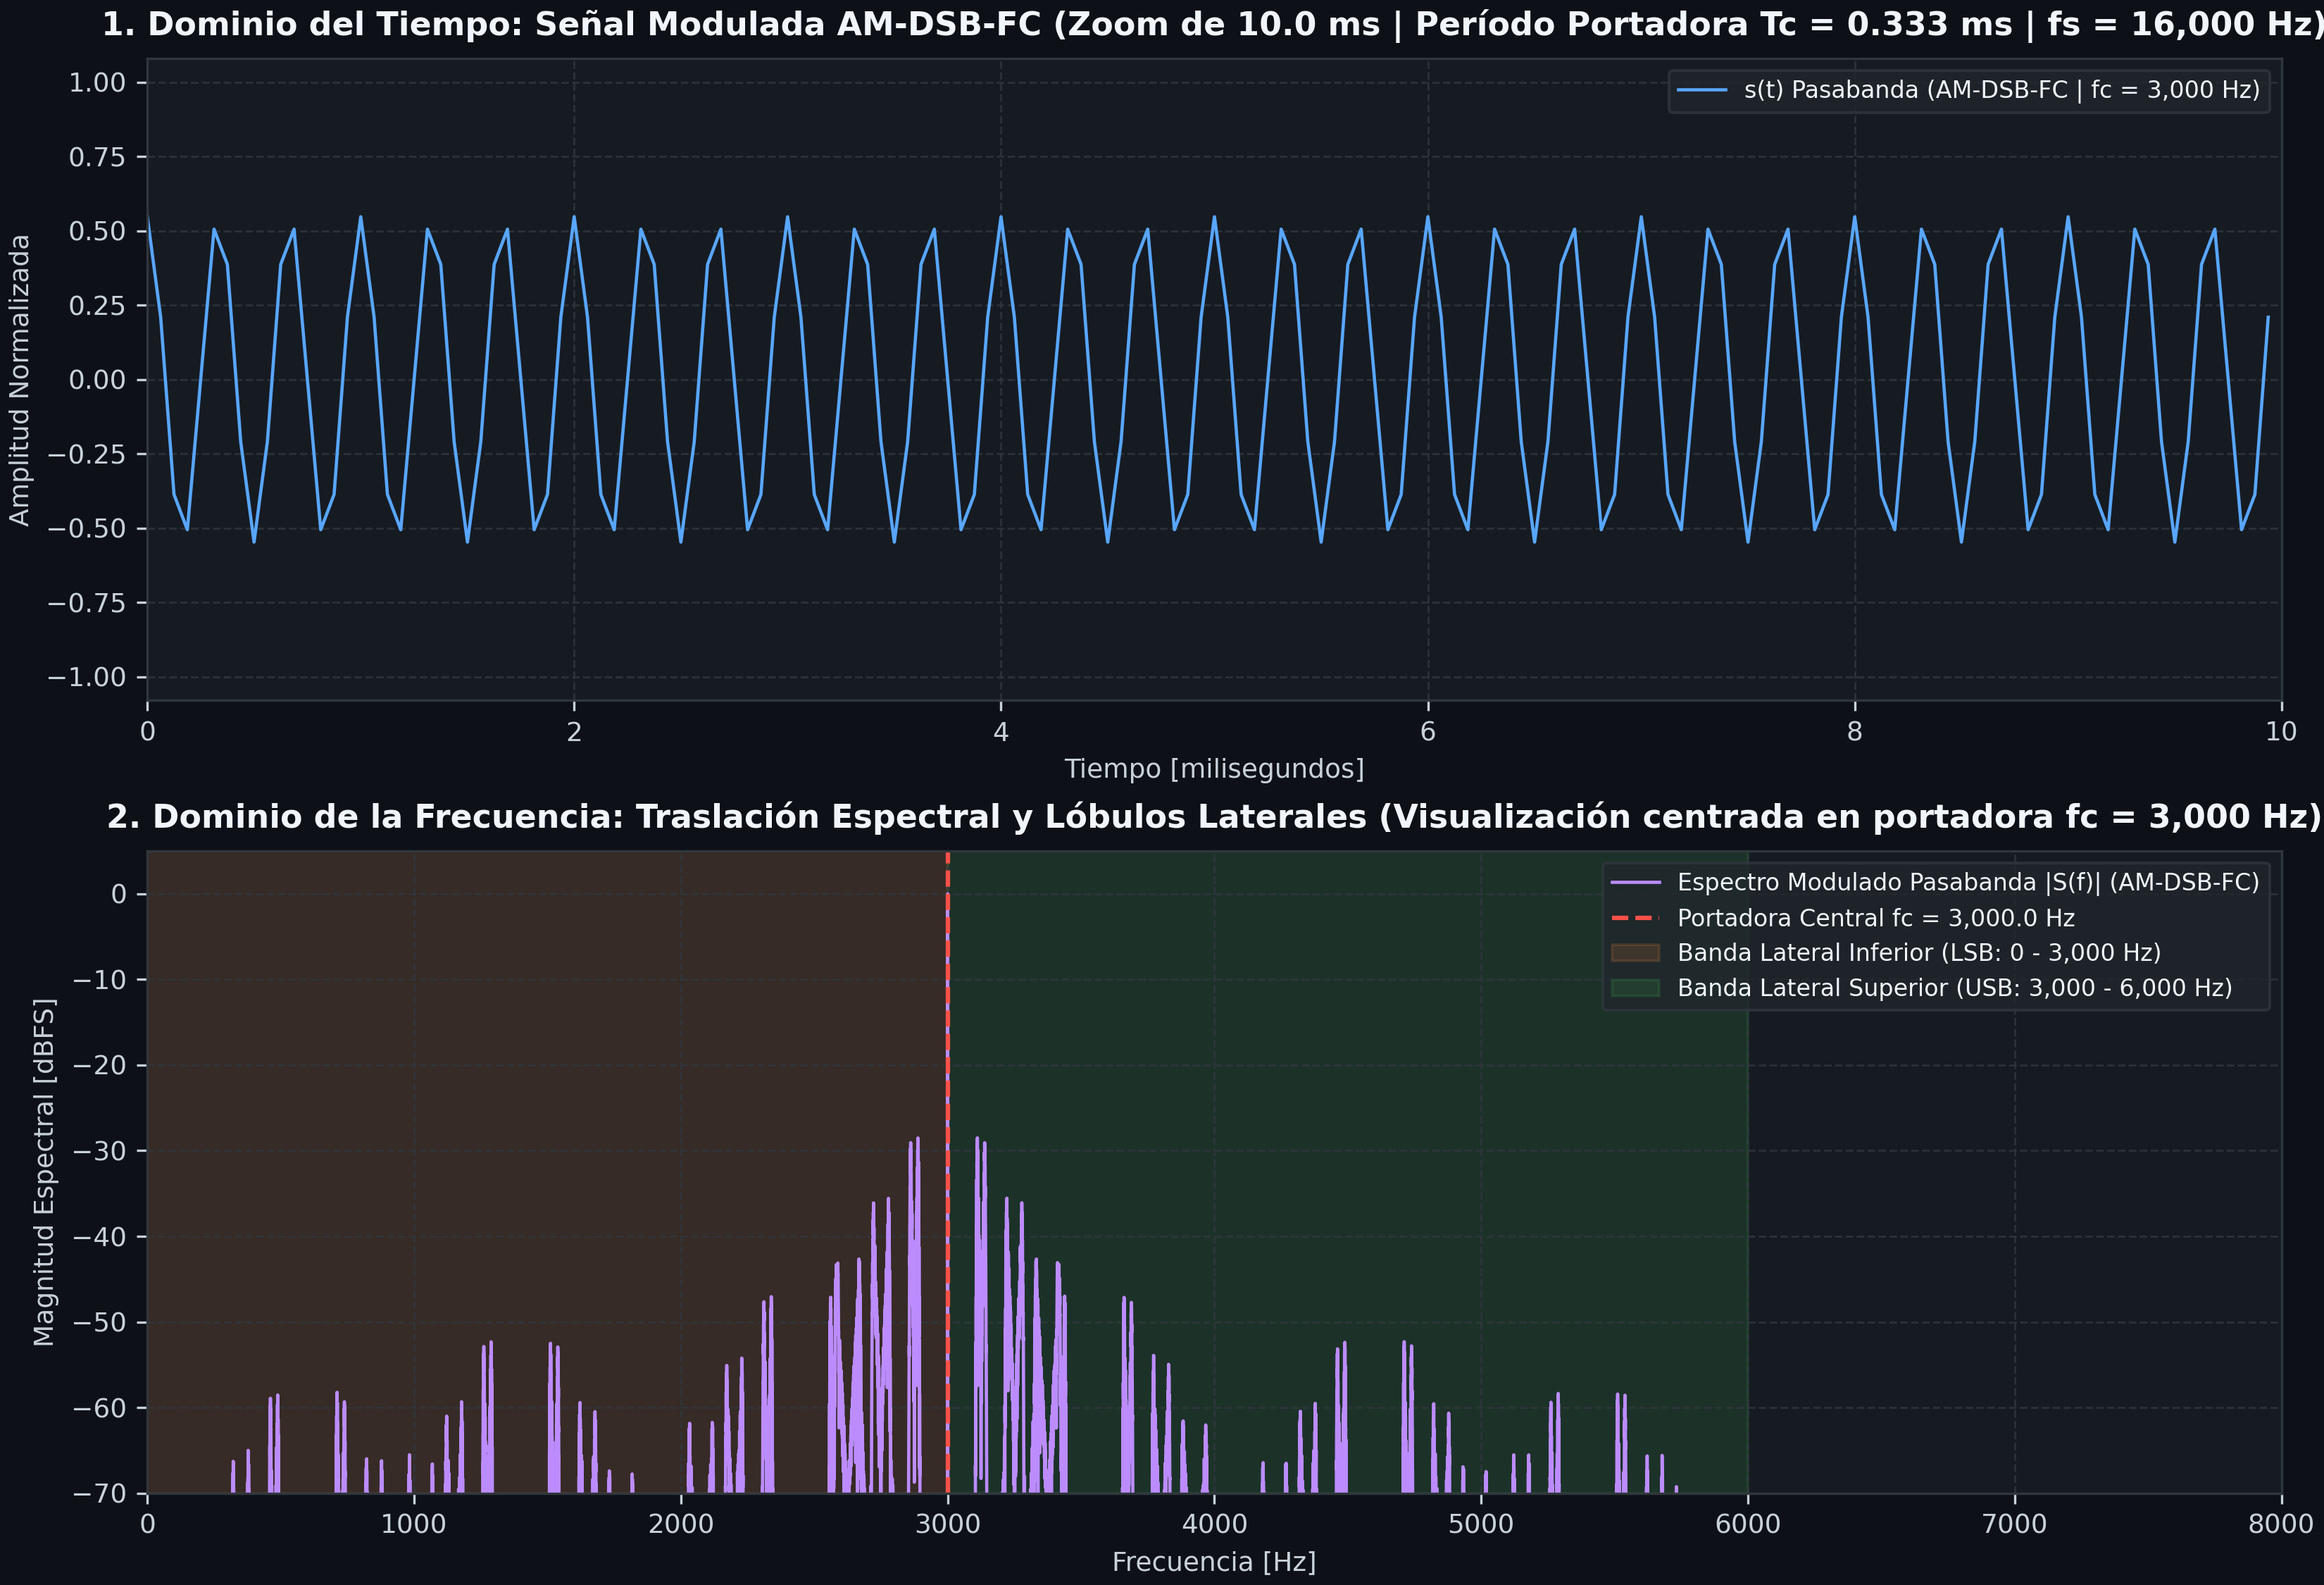 1. Dominio del Tiempo: Señal Modulada AM-DSB-FC (Zoom de 10.0 ms | Período Portadora Tc = 0.333 ms | fs = 16,000 Hz)
s(t) Pasabanda (AM-DSB-FC | fc = 3,000 Hz)
Amplitud Normalizada
1.00
0.75
0.50
0.25
0.00
−0.25
−0.50
−0.75
−1.00
0 2 4 6 8 10
Tiempo [milisegundos]
2. Dominio de la Frecuencia: Traslación Espectral y Lóbulos Laterales (Visualización centrada en portadora fc = 3,000 Hz)
Espectro Modulado Pasabanda |S(f)| (AM-DSB-FC)
Portadora Central fc = 3,000.0 Hz
Banda Lateral Inferior (LSB: 0 - 3,000 Hz)
Banda Lateral Superior (USB: 3,000 - 6,000 Hz)
Magnitud Espectral [dBFS]
0
−10
−20
−30
−40
−50
−60
−70
0 1000 2000 3000 4000 5000 6000 7000 8000
Frecuencia [Hz]